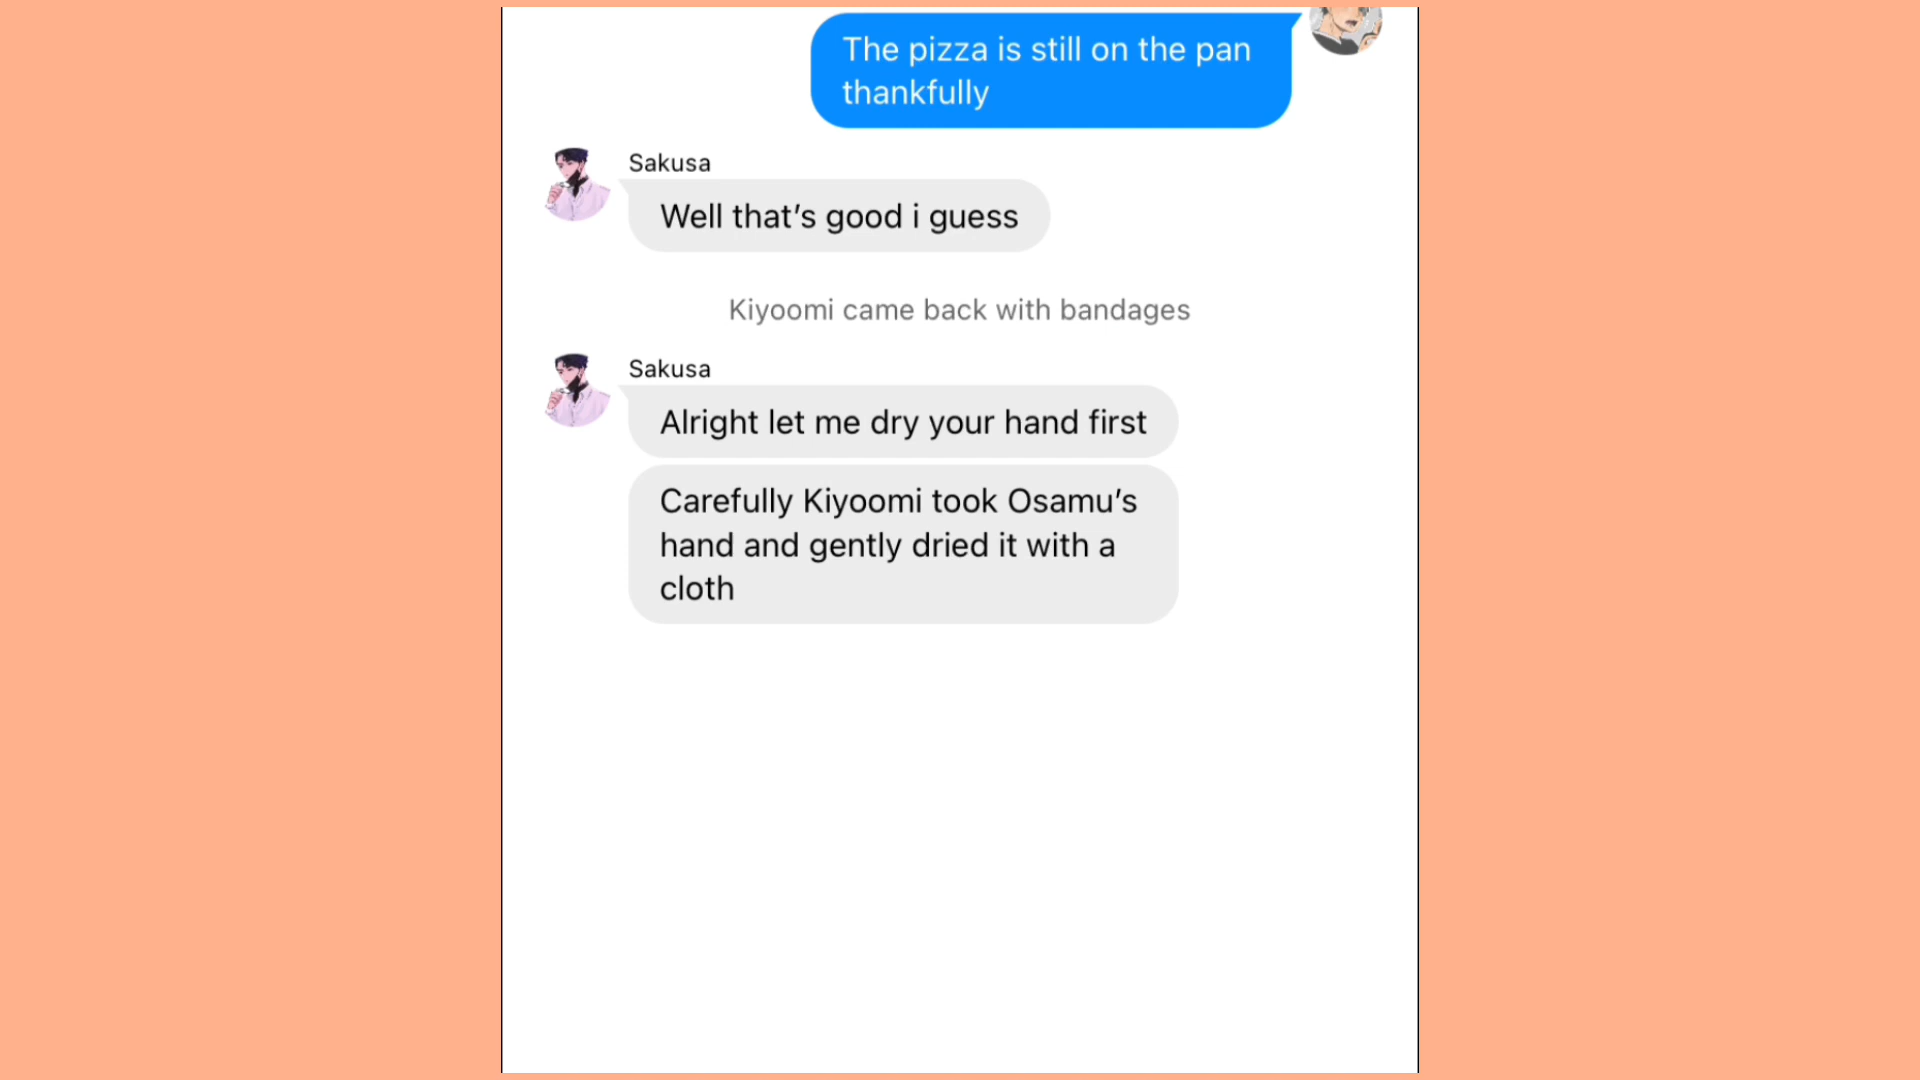 The pizza is still on the pan
thankfully
Sakusa
Well that’s good i guess
Kiyoomi came back with bandages
Sakusa
Alright let me dry your hand first
Carefully Kiyoomi took Osamu’s
hand and gently dried it with a
cloth